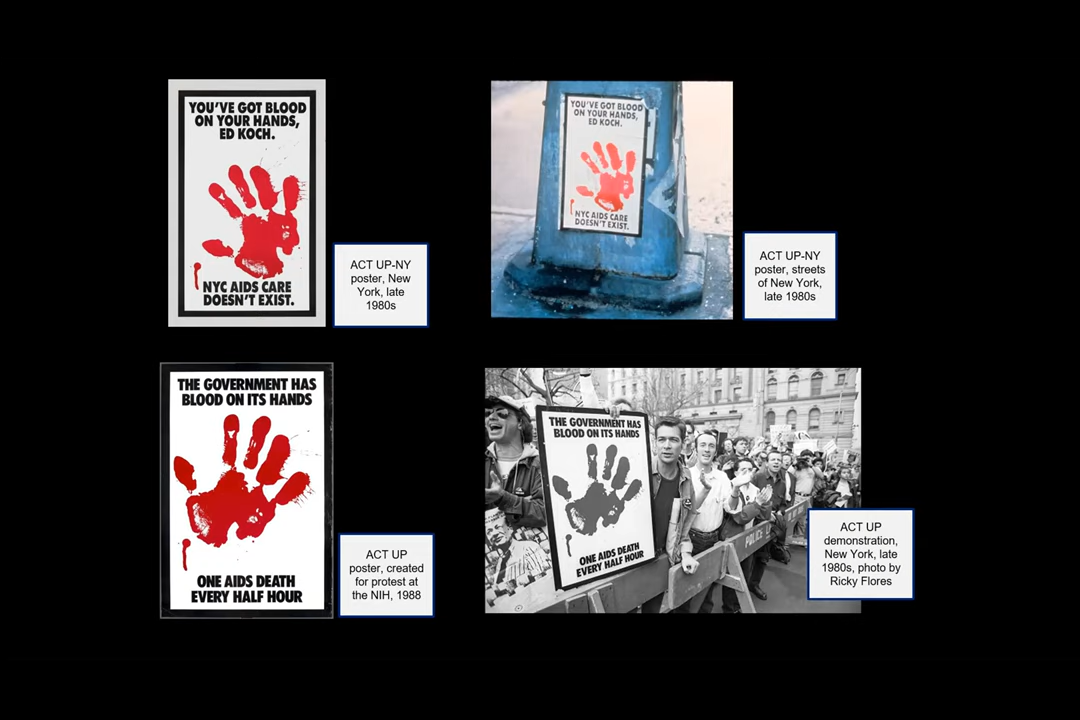 YOU'VE GOT BLOOD
ON YOUR HANDS,
ED KOCH.
NYC AIDS CARE
DOESN'T EXIST.
ACT UP-NY
poster, New
York, late
1980s
YOU'VE GOT BLOOD
ON YOUR HANDS,
ED KOCH.
NYC AIDS CARE
DOESN'T EXIST.
ACT UP-NY
poster, streets
of New York,
late 1980s
THE GOVERNMENT HAS
BLOOD ON ITS HANDS
ONE AIDS DEATH
EVERY HALF HOUR
ACT UP
poster, created
for protest at
the NIH, 1988
THE GOVERNMENT HAS
BLOOD ON ITS HANDS
ONE AIDS DEATH
EVERY HALF HOUR
POLICE
ACT UP
demonstration,
New York, late
1980s, photo by
Ricky Flores